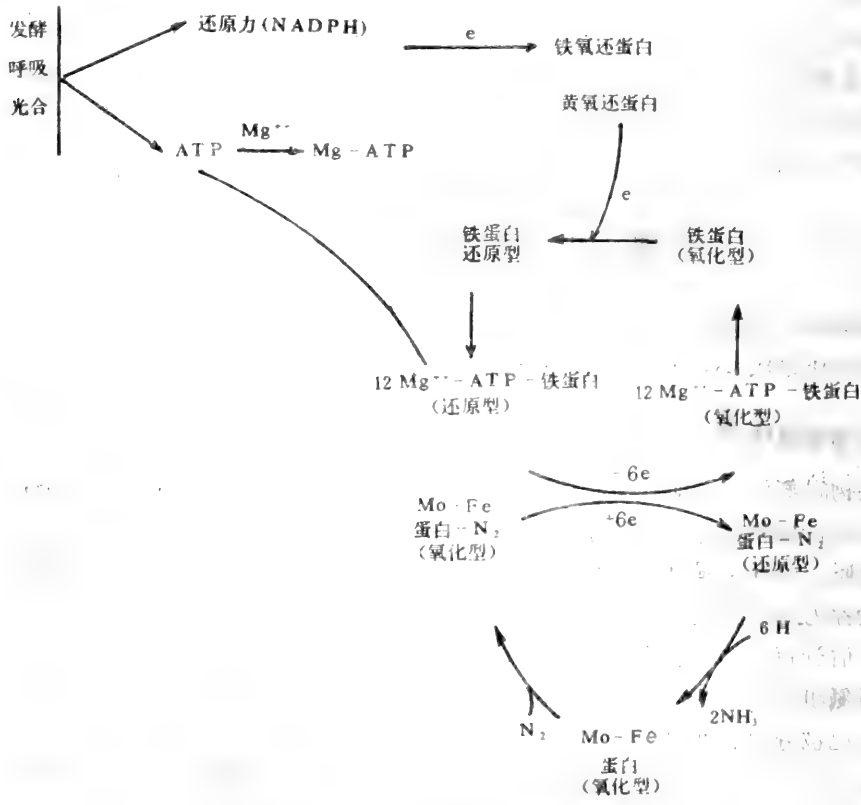 发酵
呼吸
光合
还原力(NADPH)
e
铁氧还蛋白
黄氧还蛋白
ATP
Mg⁺⁺
Mg-ATP
e
铁蛋白
还原型
铁蛋白
(氧化型)
12 Mg⁺⁺-ATP-铁蛋白
(还原型)
12 Mg⁺⁺-ATP-铁蛋白
(氧化型)
-6e
+6e
Mo-Fe
蛋白-N₂
(氧化型)
Mo-Fe
蛋白-N₂
(还原型)
6H⁺
2NH₃
N₂
Mo-Fe
蛋白
(氧化型)